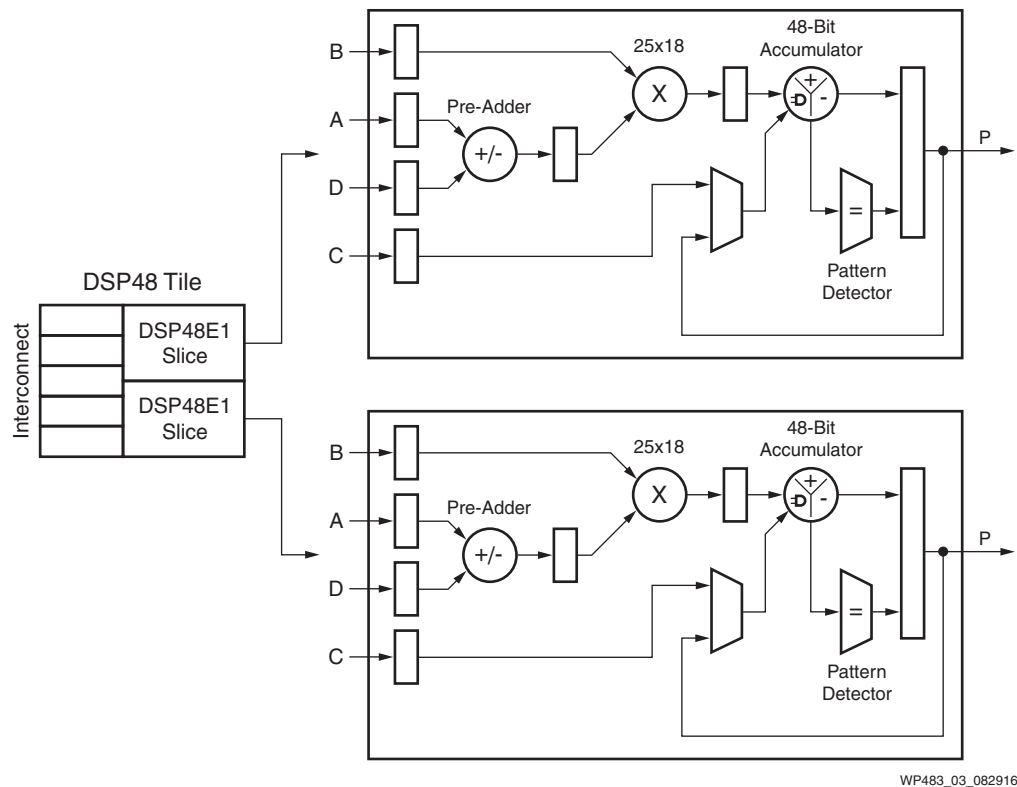 B
A
D
C
Pre-Adder
+/-
25x18
X
48-Bit
Accumulator
+
-
=
Pattern
Detector
P
DSP48 Tile
Interconnect
DSP48E1
Slice
DSP48E1
Slice
B
A
D
C
Pre-Adder
+/-
25x18
X
48-Bit
Accumulator
+
-
=
Pattern
Detector
P
WP483_03_082916